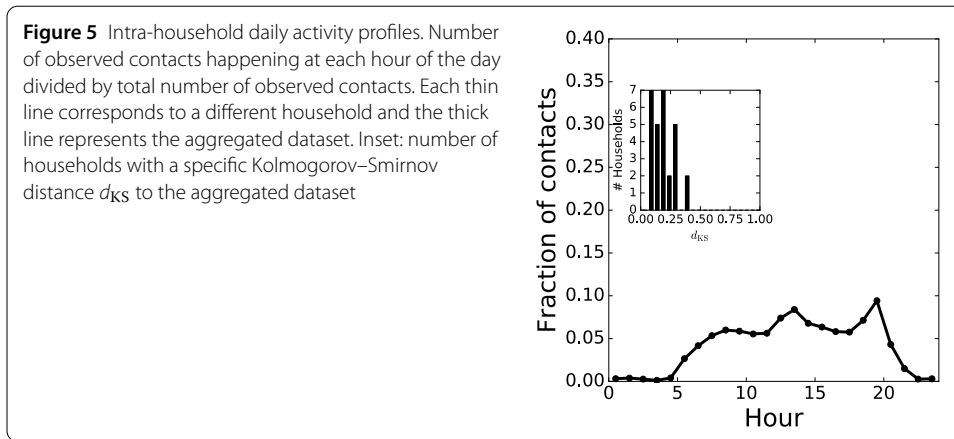 Figure 5 Intra-household daily activity profiles. Number
of observed contacts happening at each hour of the day
divided by total number of observed contacts. Each thin
line corresponds to a different household and the thick
line represents the aggregated dataset. Inset: number of
households with a specific Kolmogorov–Smirnov
distance dKS to the aggregated dataset
0.40
0.35
0.30
0.25
0.20
0.15
0.10
0.05
0.00
Fraction of contacts
7
6
5
4
3
2
1
0
# Households
0.00 0.25 0.50 0.75 1.00
dKS
0 5 10 15 20
Hour